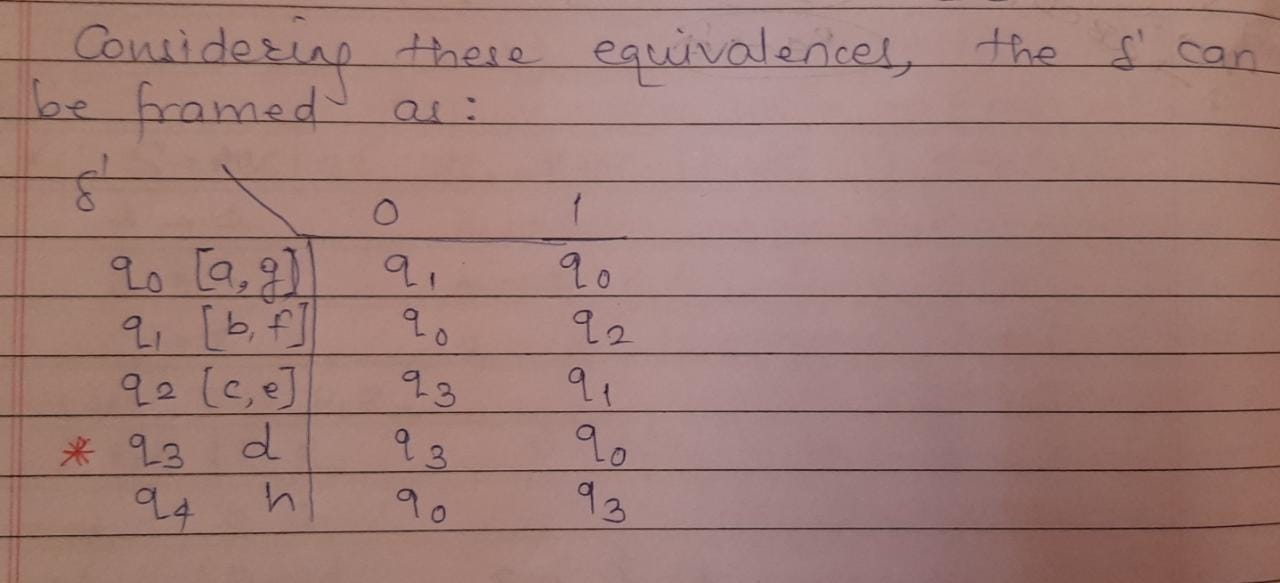 Considering these equivalences, the δ' can
be framed as:
δ' 0 1
q0 [a, g] q1 q0
q1 [b, f] q0 q2
q2 [c, e] q3 q1
* q3 d q3 q0
q4 h q0 q3